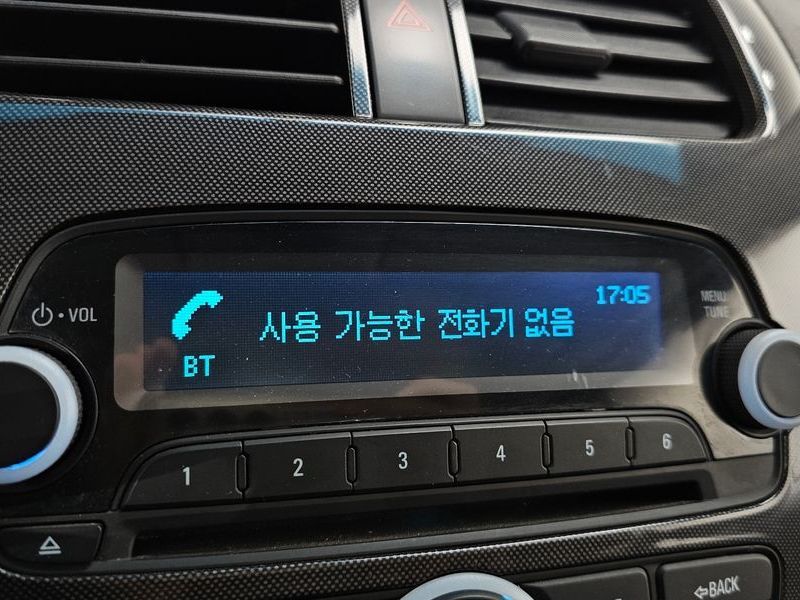 17:05
사용 가능한 전화기 없음
BT
VOL
MENU
TUNE
1 2 3 4 5 6
BACK